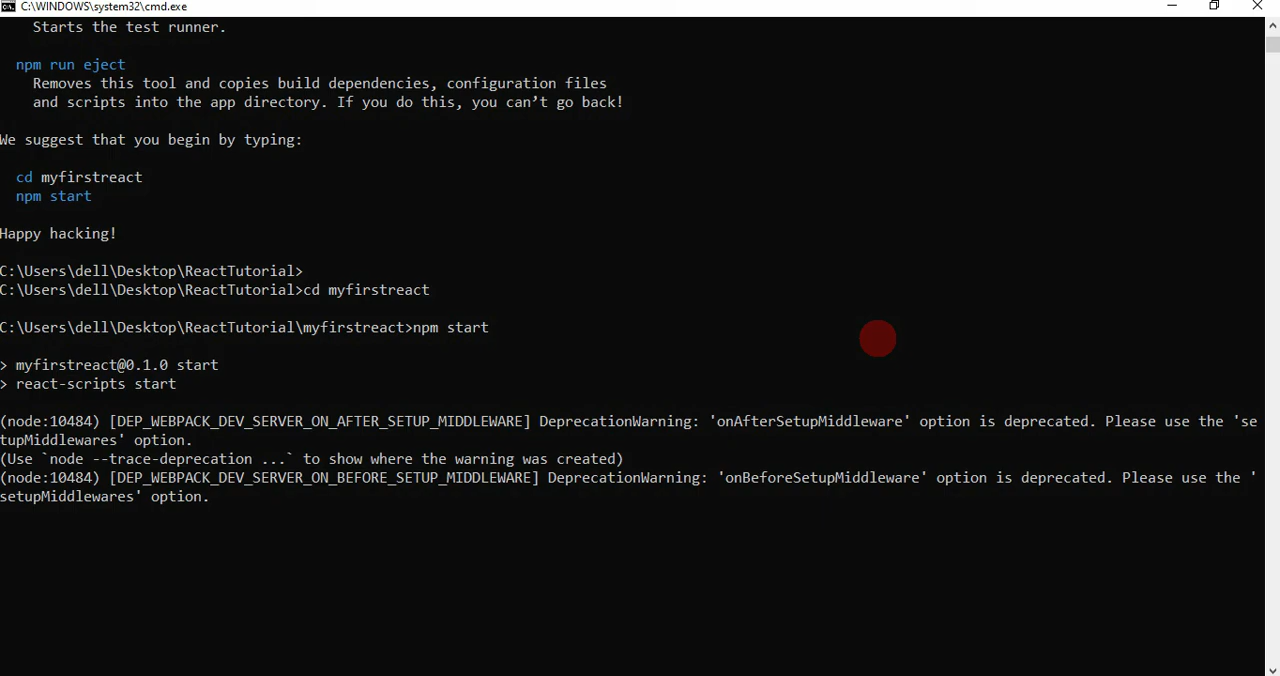 C:\WINDOWS\system32\cmd.exe
Starts the test runner.
npm run eject
Removes this tool and copies build dependencies, configuration files
and scripts into the app directory. If you do this, you can’t go back!
We suggest that you begin by typing:
cd myfirstreact
npm start
Happy hacking!
C:\Users\dell\Desktop\ReactTutorial>
C:\Users\dell\Desktop\ReactTutorial>cd myfirstreact
C:\Users\dell\Desktop\ReactTutorial\myfirstreact>npm start
> myfirstreact@0.1.0 start
> react-scripts start
(node:10484) [DEP_WEBPACK_DEV_SERVER_ON_AFTER_SETUP_MIDDLEWARE] DeprecationWarning: 'onAfterSetupMiddleware' option is deprecated. Please use the 'se
tupMiddlewares' option.
(Use `node --trace-deprecation ...` to show where the warning was created)
(node:10484) [DEP_WEBPACK_DEV_SERVER_ON_BEFORE_SETUP_MIDDLEWARE] DeprecationWarning: 'onBeforeSetupMiddleware' option is deprecated. Please use the '
setupMiddlewares' option.